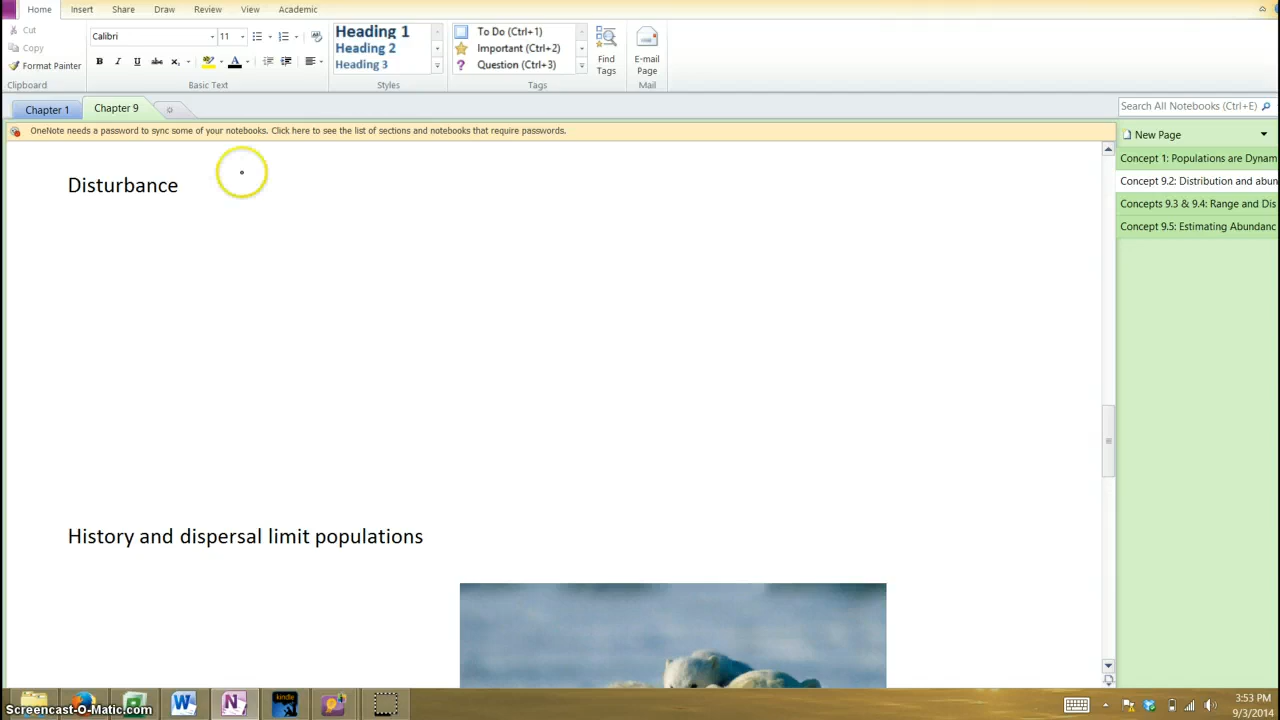 Home Insert Share Draw Review View Academic
Cut
Copy
Format Painter
Clipboard
Calibri 11
B I U abc X₂ A
Basic Text
Heading 1
Heading 2
Heading 3
Styles
To Do (Ctrl+1)
Important (Ctrl+2)
Question (Ctrl+3)
Tags
Find
Tags
E-mail
Page
Mail
Chapter 1 Chapter 9
Search All Notebooks (Ctrl+E)
OneNote needs a password to sync some of your notebooks. Click here to see the list of sections and notebooks that require passwords.
New Page
Concept 1: Populations are Dynam
Concept 9.2: Distribution and abun
Concepts 9.3 & 9.4: Range and Dis
Concept 9.5: Estimating Abundanc
Disturbance
History and dispersal limit populations
kindle
Screencast-O-Matic.com
3:53 PM
9/3/2014